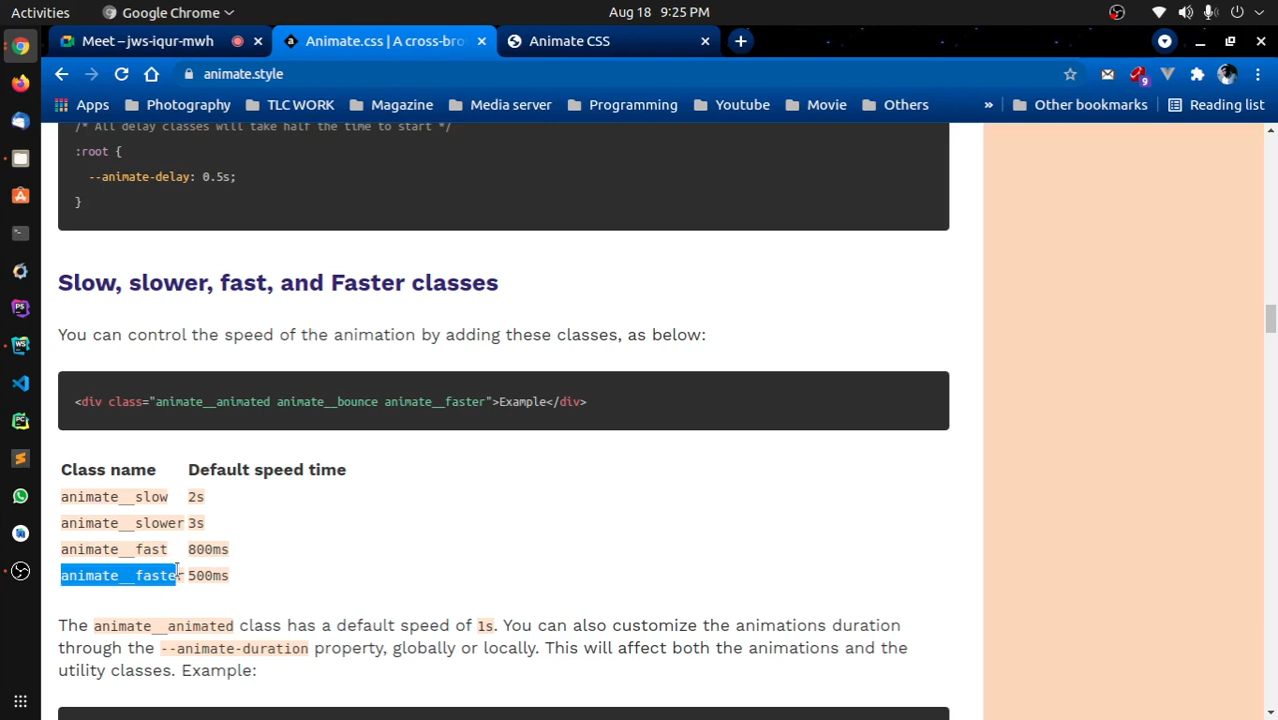 Activities
Google Chrome
Aug 18 9:25 PM
Meet – jws-iqur-mwh
Animate.css | A cross-bro
Animate CSS
animate.style
9
Apps
Photography
TLC WORK
Magazine
Media server
Programming
Youtube
Movie
Others
»
Other bookmarks
Reading list
/* All delay classes will take half the time to start */
:root {
--animate-delay: 0.5s;
}
Slow, slower, fast, and Faster classes
You can control the speed of the animation by adding these classes, as below:
<div class="animate__animated animate__bounce animate__faster">Example</div>
Class name Default speed time
animate__slow 2s
animate__slower 3s
animate__fast 800ms
animate__faster 500ms
The animate__animated class has a default speed of 1s. You can also customize the animations duration
through the --animate-duration property, globally or locally. This will affect both the animations and the
utility classes. Example: